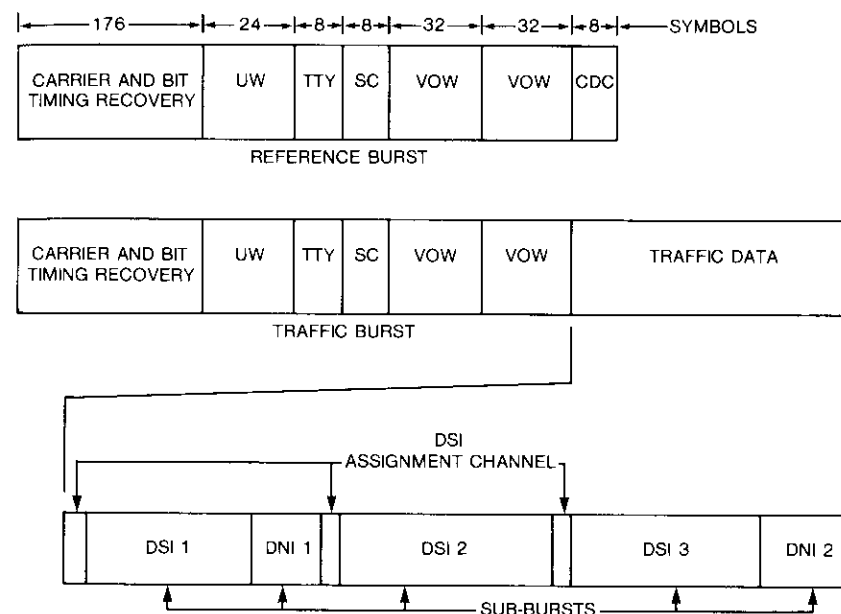 176 24 8 8 32 32 8 SYMBOLS
CARRIER AND BIT
TIMING RECOVERY
UW TTY SC VOW VOW CDC
REFERENCE BURST
CARRIER AND BIT
TIMING RECOVERY
UW TTY SC VOW VOW TRAFFIC DATA
TRAFFIC BURST
DSI
ASSIGNMENT CHANNEL
DSI 1 DNI 1 DSI 2 DSI 3 DNI 2
SUB-BURSTS